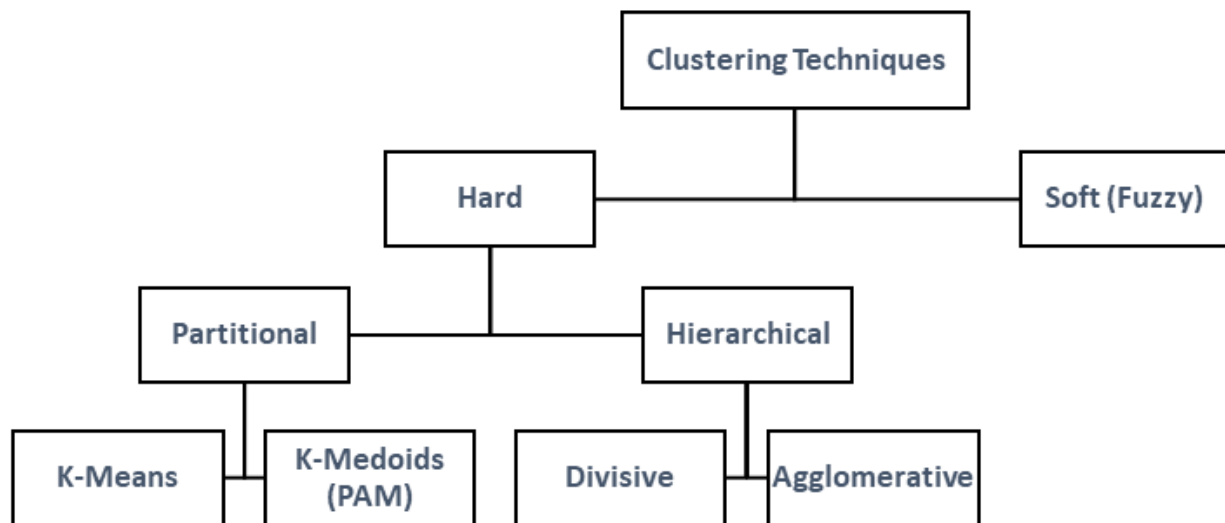 Clustering Techniques
Hard
Soft (Fuzzy)
Partitional
Hierarchical
K-Means
K-Medoids
(PAM)
Divisive
Agglomerative